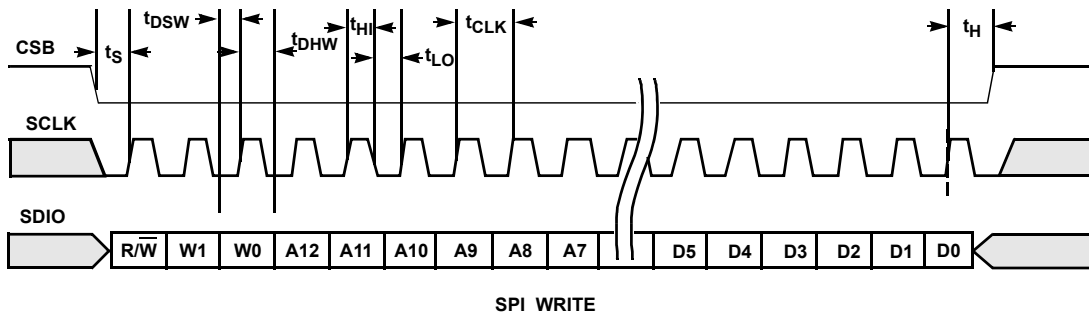 tDSW
tHI
tCLK
tH
CSB
tS
tDHW
tLO
SCLK
SDIO
R/W̅ W1 W0 A12 A11 A10 A9 A8 A7 D5 D4 D3 D2 D1 D0
SPI WRITE